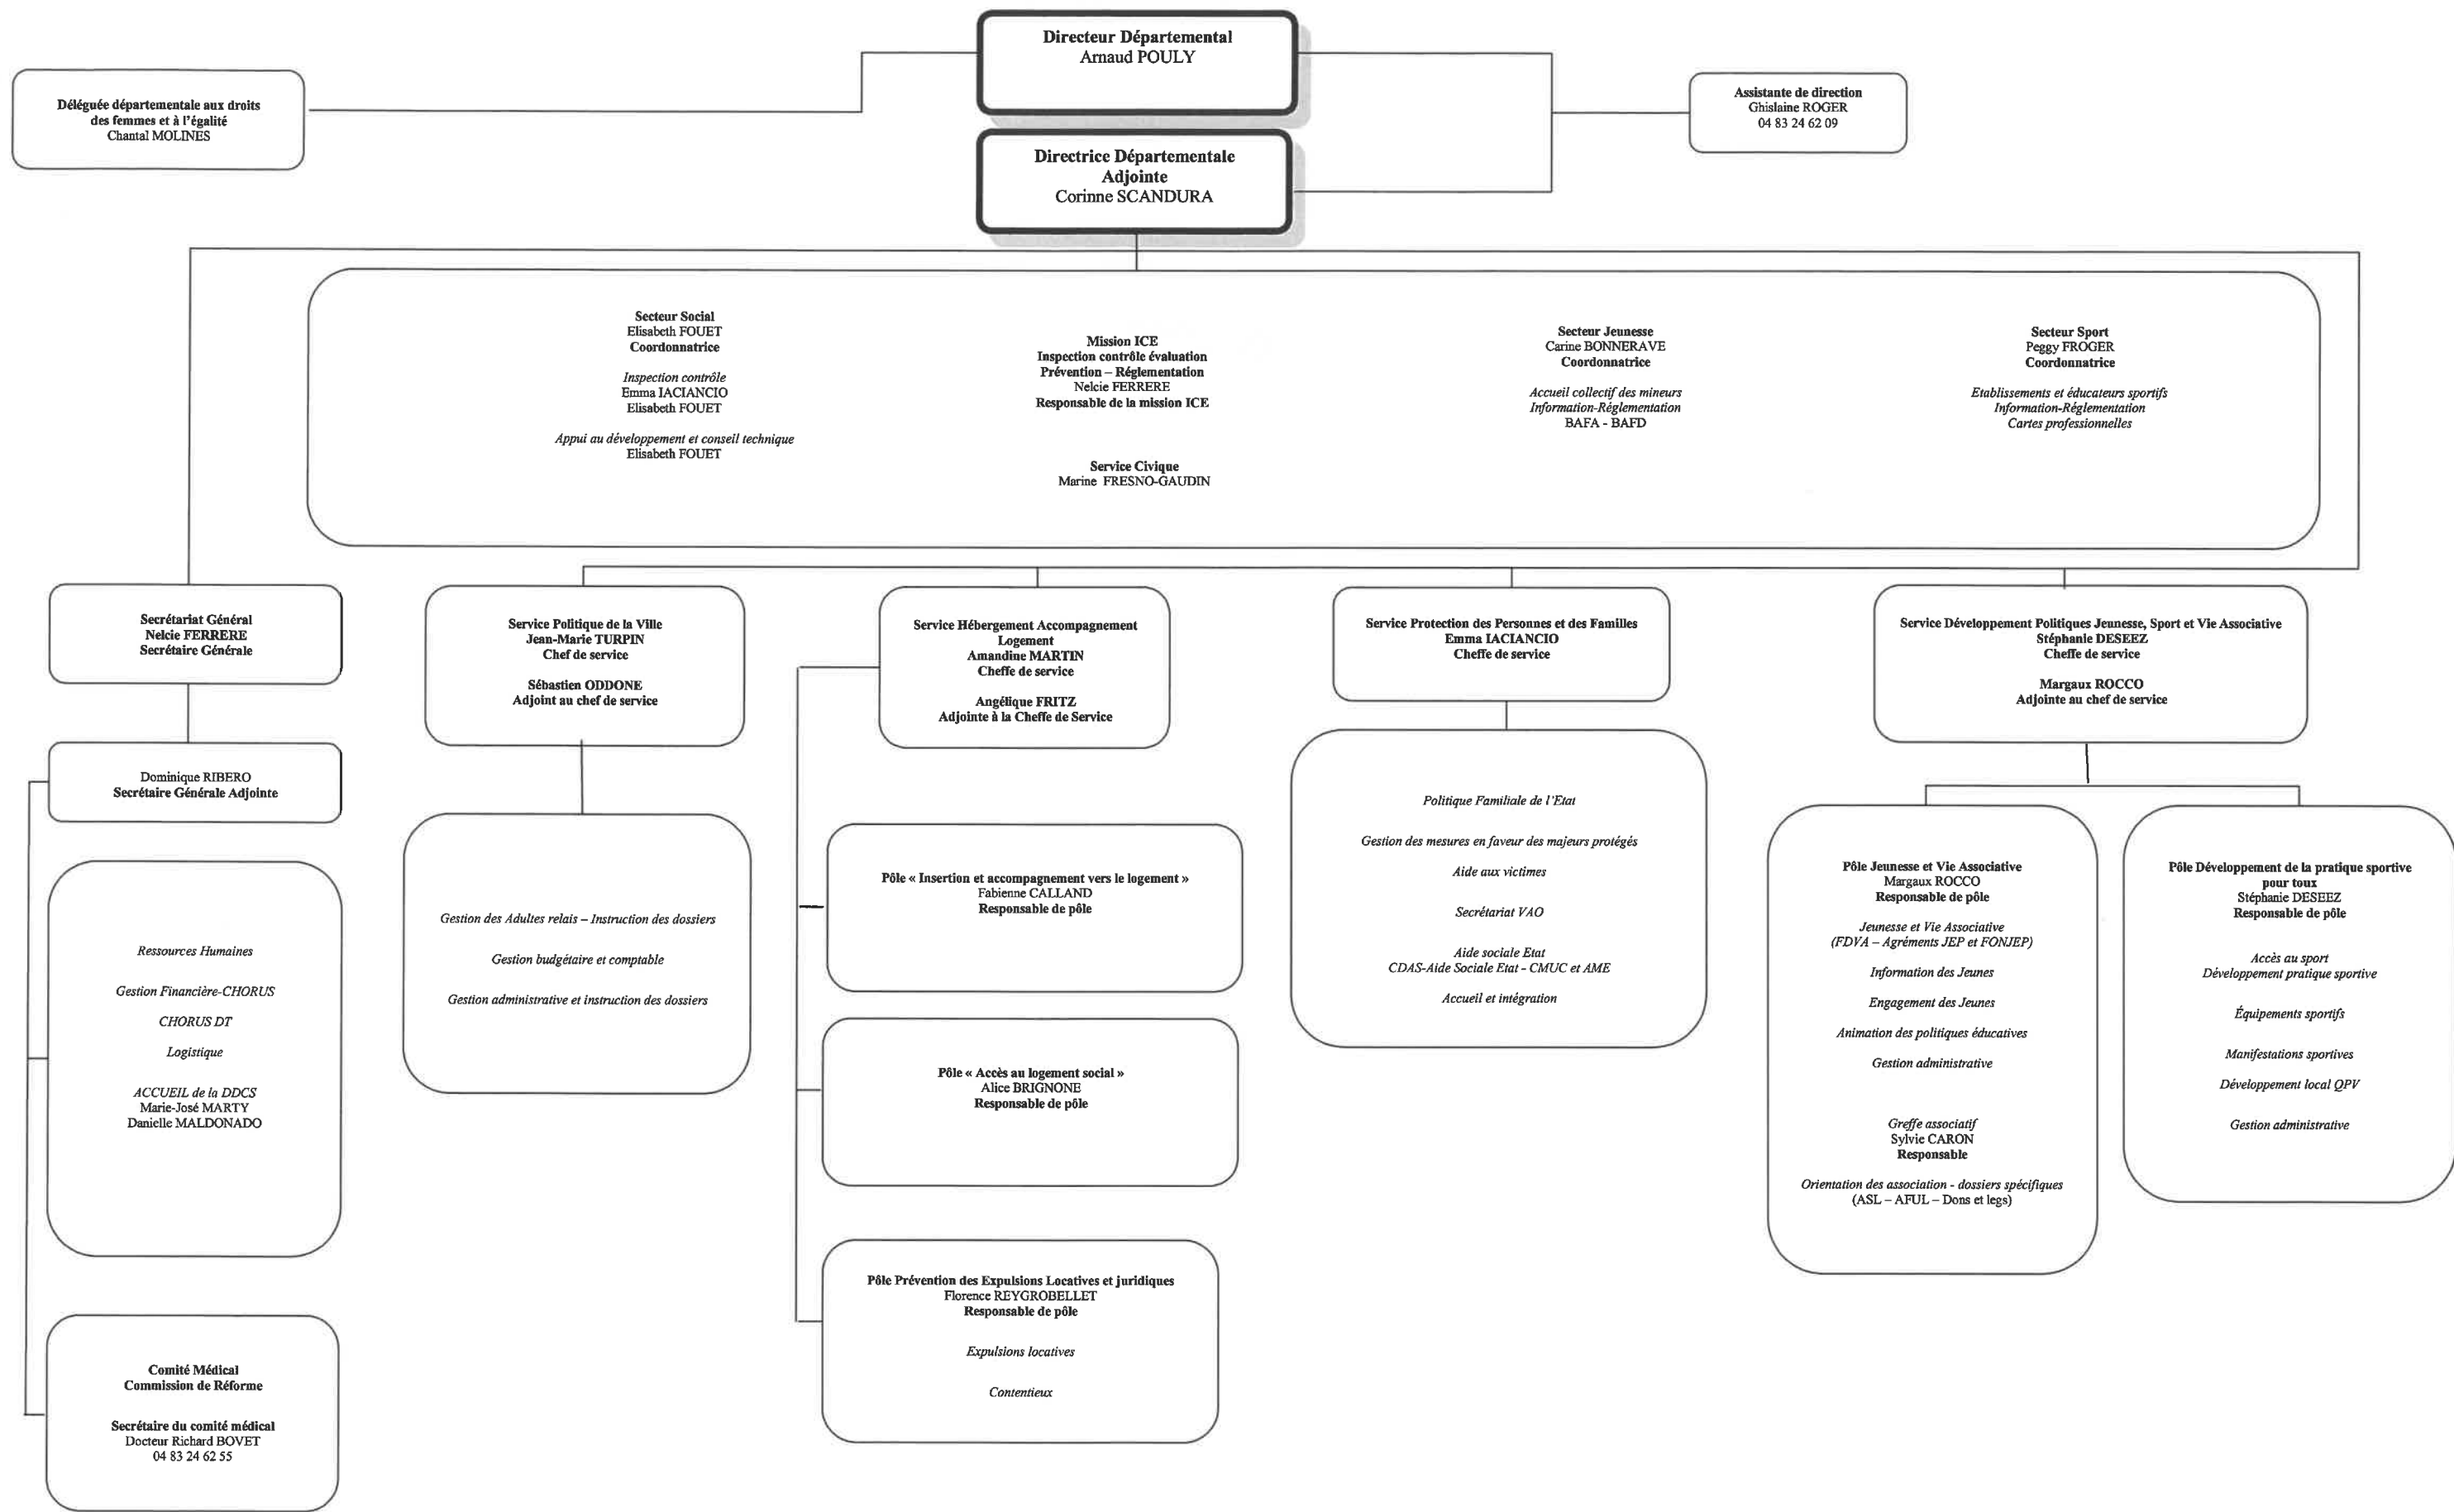 Directeur Départemental
Arnaud POULY
Déléguée départementale aux droits
des femmes et à l'égalité
Chantal MOLINES
Assistante de direction
Ghislaine ROGER
04 83 24 62 09
Directrice Départementale
Adjointe
Corinne SCANDURA
Secteur Social
Elisabeth FOUET
Coordonnatrice
Inspection contrôle
Emma IACIANCIO
Elisabeth FOUET
Appui au développement et conseil technique
Elisabeth FOUET
Mission ICE
Inspection contrôle évaluation
Prévention – Réglementation
Nelcie FERRERE
Responsable de la mission ICE
Service Civique
Marine FRESNO-GAUDIN
Secteur Jeunesse
Carine BONNERAVE
Coordonnatrice
Accueil collectif des mineurs
Information-Réglementation
BAFA - BAFD
Secteur Sport
Peggy FROGER
Coordonnatrice
Etablissements et éducateurs sportifs
Information-Réglementation
Cartes professionnelles
Secrétariat Général
Nelcie FERRERE
Secrétaire Générale
Dominique RIBERO
Secrétaire Générale Adjointe
Ressources Humaines
Gestion Financière-CHORUS
CHORUS DT
Logistique
ACCUEIL de la DDCS
Marie-José MARTY
Danielle MALDONADO
Comité Médical
Commission de Réforme
Secrétaire du comité médical
Docteur Richard BOVET
04 83 24 62 55
Service Politique de la Ville
Jean-Marie TURPIN
Chef de service
Sébastien ODDONE
Adjoint au chef de service
Gestion des Adultes relais – Instruction des dossiers
Gestion budgétaire et comptable
Gestion administrative et instruction des dossiers
Service Hébergement Accompagnement
Logement
Amandine MARTIN
Cheffe de service
Angélique FRITZ
Adjointe à la Cheffe de Service
Pôle « Insertion et accompagnement vers le logement »
Fabienne CALLAND
Responsable de pôle
Pôle « Accès au logement social »
Alice BRIGNONE
Responsable de pôle
Pôle Prévention des Expulsions Locatives et juridiques
Florence REYGROBELLET
Responsable de pôle
Expulsions locatives
Contentieux
Service Protection des Personnes et des Familles
Emma IACIANCIO
Cheffe de service
Politique Familiale de l'Etat
Gestion des mesures en faveur des majeurs protégés
Aide aux victimes
Secrétariat VAO
Aide sociale Etat
CDAS-Aide Sociale Etat - CMUC et AME
Accueil et intégration
Service Développement Politiques Jeunesse, Sport et Vie Associative
Stéphanie DESEEZ
Cheffe de service
Margaux ROCCO
Adjointe au chef de service
Pôle Jeunesse et Vie Associative
Margaux ROCCO
Responsable de pôle
Jeunesse et Vie Associative
(FDVA – Agréments JEP et FONJEP)
Information des Jeunes
Engagement des Jeunes
Animation des politiques éducatives
Gestion administrative
Greffe associatif
Sylvie CARON
Responsable
Orientation des association - dossiers spécifiques
(ASL – AFUL – Dons et legs)
Pôle Développement de la pratique sportive
pour toux
Stéphanie DESEEZ
Responsable de pôle
Accès au sport
Développement pratique sportive
Équipements sportifs
Manifestations sportives
Développement local QPV
Gestion administrative